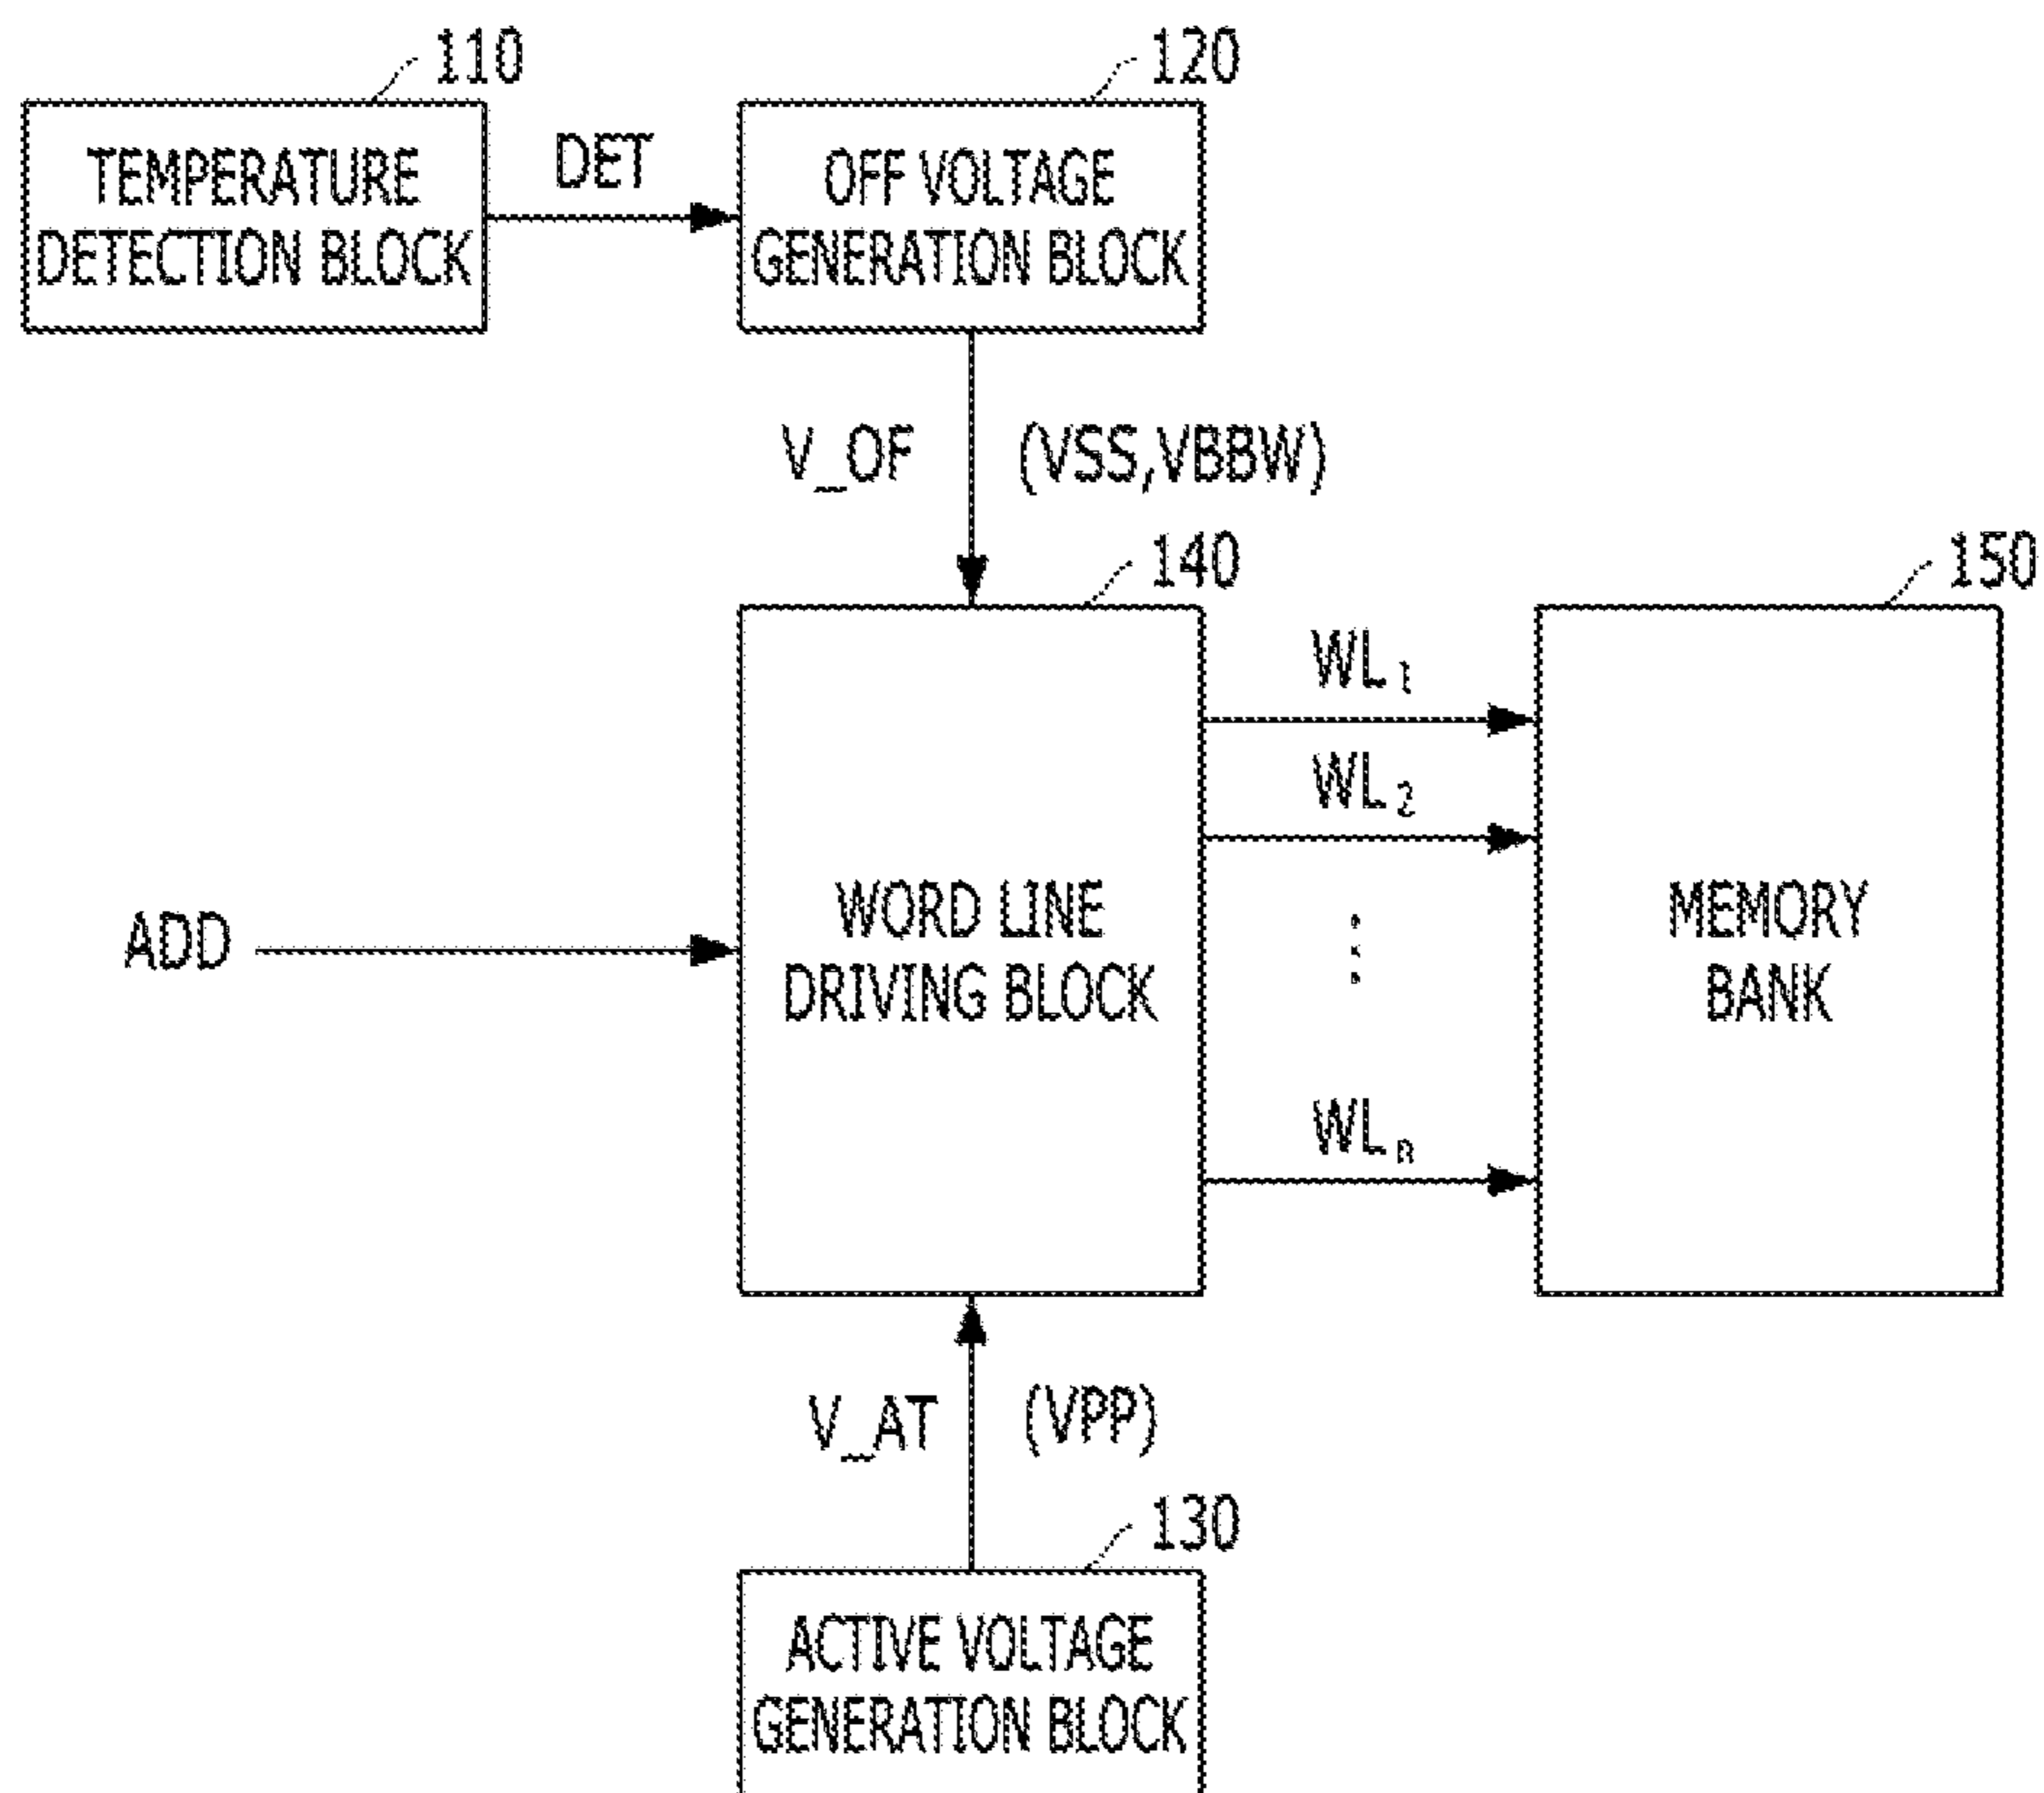 110
120
TEMPERATURE
DETECTION BLOCK
DET
OFF VOLTAGE
GENERATION BLOCK
V_OF (VSS,VBBW)
140
150
WL1
WL2
ADD
WORD LINE
DRIVING BLOCK
MEMORY
BANK
WLn
V_AT (VPP)
130
ACTIVE VOLTAGE
GENERATION BLOCK